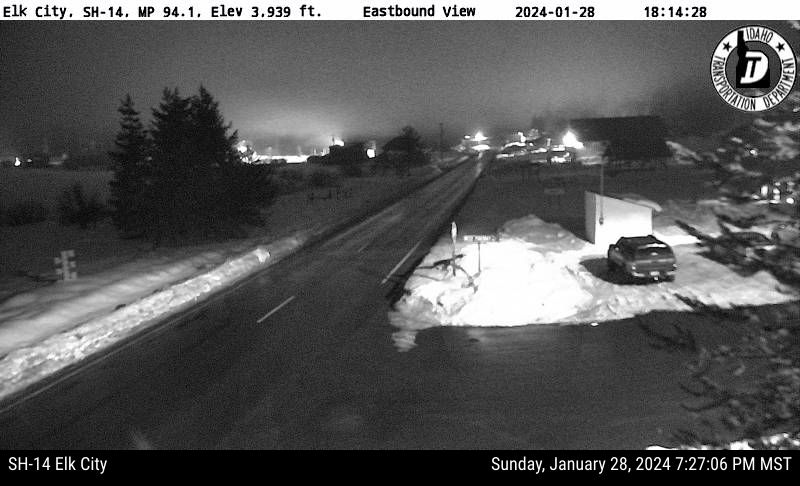 Elk City, SH-14, MP 94.1, Elev 3,939 ft. Eastbound View 2024-01-28 18:14:28
IDAHO
TRANSPORTATION DEPARTMENT
SH-14 Elk City Sunday, January 28, 2024 7:27:06 PM MST